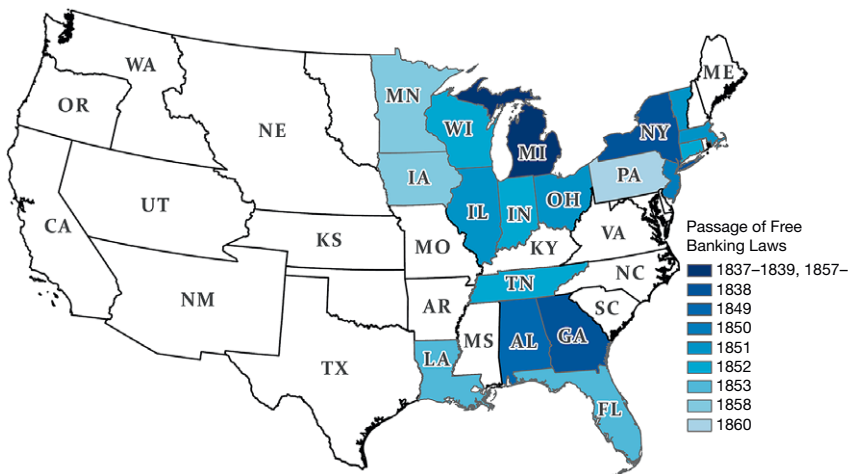 WA
ME
OR
MN
NE
WI
NY
MI
IA
PA
UT
IL
IN
OH
CA
KS
MO
KY
VA
NM
TN
NC
AR
SC
MS
AL
GA
TX
LA
FL
Passage of Free
Banking Laws
1837–1839, 1857–
1838
1849
1850
1851
1852
1853
1858
1860